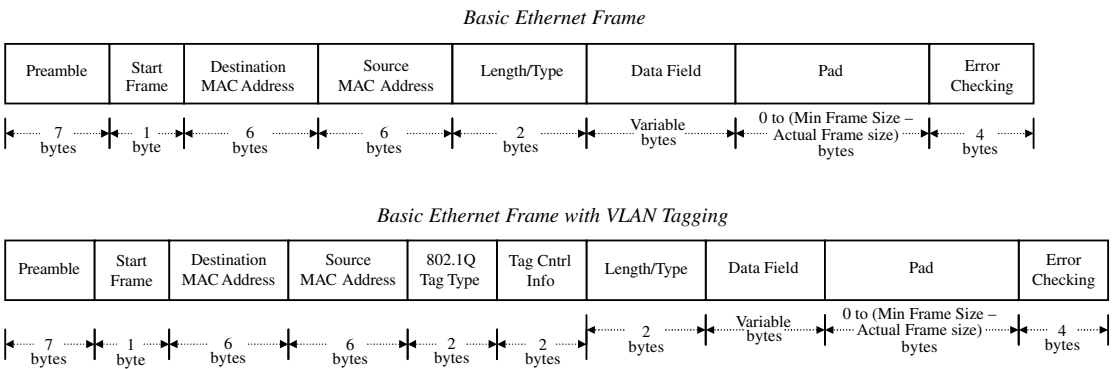 Basic Ethernet Frame
Preamble
Start
Frame
Destination
MAC Address
Source
MAC Address
Length/Type
Data Field
Pad
Error
Checking
7
bytes
1
byte
6
bytes
6
bytes
2
bytes
Variable
bytes
0 to (Min Frame Size –
Actual Frame size)
bytes
4
bytes
Basic Ethernet Frame with VLAN Tagging
Preamble
Start
Frame
Destination
MAC Address
Source
MAC Address
802.1Q
Tag Type
Tag Cntrl
Info
Length/Type
Data Field
Pad
Error
Checking
7
bytes
1
byte
6
bytes
6
bytes
2
bytes
2
bytes
2
bytes
Variable
bytes
0 to (Min Frame Size –
Actual Frame size)
bytes
4
bytes